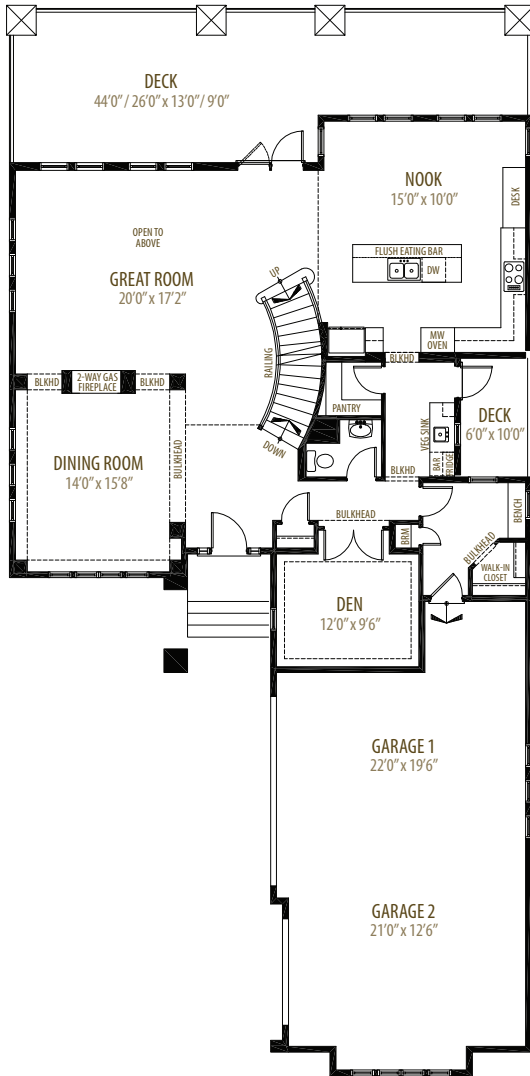 DECK
44'0" / 26'0" x 13'0"/ 9'0"
NOOK
15'0" x 10'0"
DESK
OPEN TO
ABOVE
FLUSH EATING BAR
DW
GREAT ROOM
20'0" x 17'2"
UP
RAILING
MW
OVEN
BLKHD
2-WAY GAS
FIREPLACE
BLKHD
BLKHD
PANTRY
DECK
6'0" x 10'0"
VEG SINK
DOWN
BULKHEAD
DINING ROOM
14'0" x 15'8"
BAR
FRIDGE
BLKHD
BENCH
BULKHEAD
BRM
BULKHEAD
WALK-IN
CLOSET
DEN
12'0" x 9'6"
GARAGE 1
22'0" x 19'6"
GARAGE 2
21'0" x 12'6"